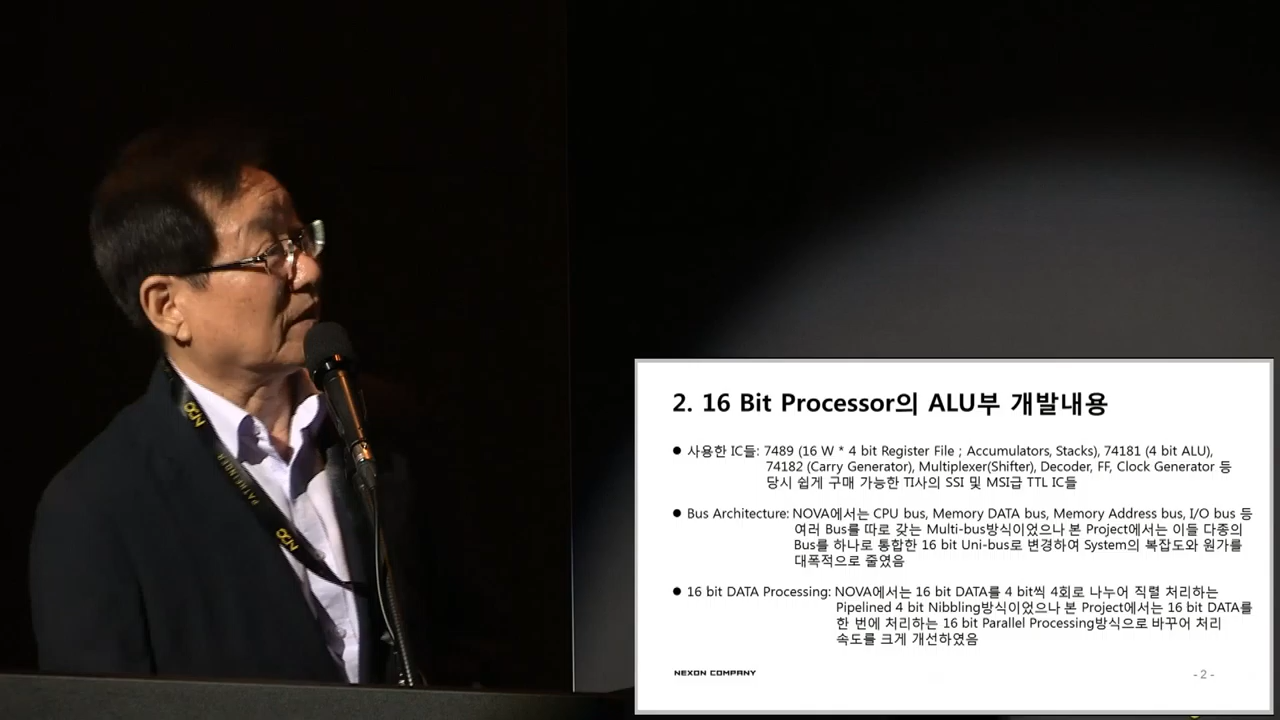 2. 16 Bit Processor의 ALU부 개발내용
● 사용한 IC들: 7489 (16 W * 4 bit Register File ; Accumulators, Stacks), 74181 (4 bit ALU),
74182 (Carry Generator), Multiplexer(Shifter), Decoder, FF, Clock Generator 등
당시 쉽게 구매 가능한 TI사의 SSI 및 MSI급 TTL IC들
● Bus Architecture: NOVA에서는 CPU bus, Memory DATA bus, Memory Address bus, I/O bus 등
여러 Bus를 따로 갖는 Multi-bus방식이었으나 본 Project에서는 이들 다종의
Bus를 하나로 통합한 16 bit Uni-bus로 변경하여 System의 복잡도와 원가를
대폭적으로 줄였음
● 16 bit DATA Processing: NOVA에서는 16 bit DATA를 4 bit씩 4회로 나누어 직렬 처리하는
Pipelined 4 bit Nibbling방식이었으나 본 Project에서는 16 bit DATA를
한 번에 처리하는 16 bit Parallel Processing방식으로 바꾸어 처리
속도를 크게 개선하였음
NEXON COMPANY
- 2 -
NDC
PATHFINDER
NDC